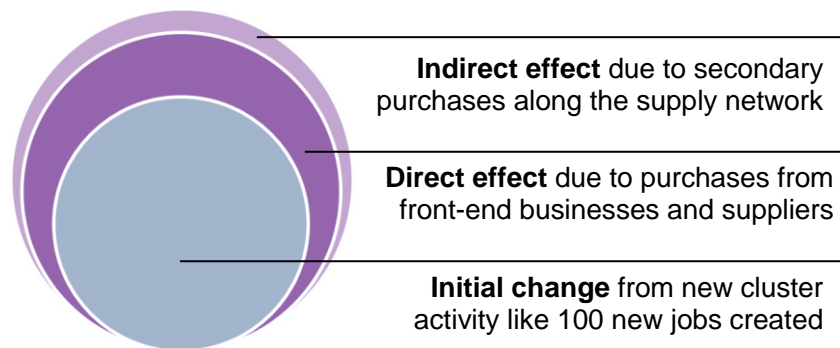 Indirect effect due to secondary
purchases along the supply network
Direct effect due to purchases from
front-end businesses and suppliers
Initial change from new cluster
activity like 100 new jobs created